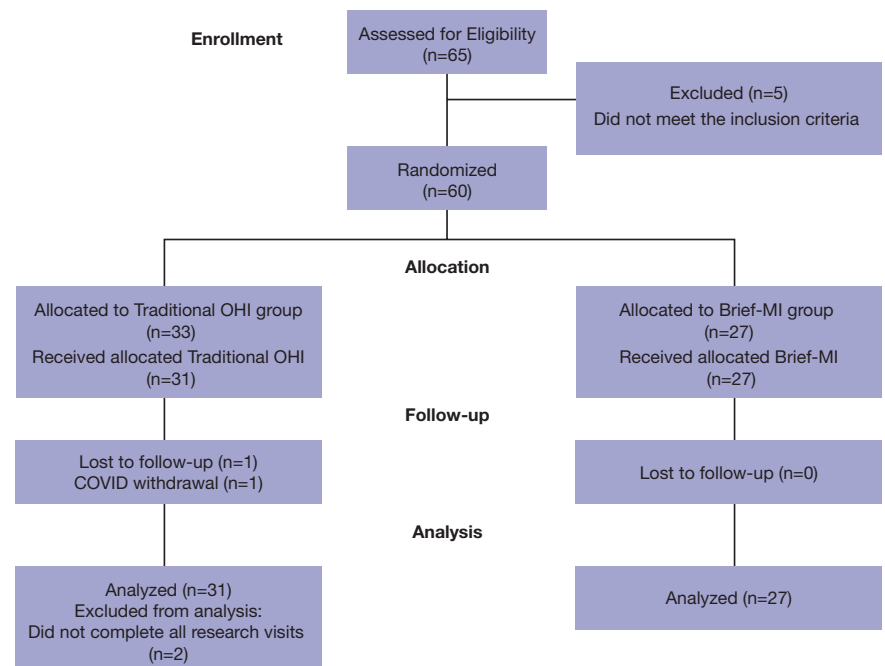 Enrollment
Assessed for Eligibility
(n=65)
Excluded (n=5)
Did not meet the inclusion criteria
Randomized
(n=60)
Allocation
Allocated to Traditional OHI group
(n=33)
Received allocated Traditional OHI
(n=31)
Allocated to Brief-MI group
(n=27)
Received allocated Brief-MI
(n=27)
Follow-up
Lost to follow-up (n=1)
COVID withdrawal (n=1)
Lost to follow-up (n=0)
Analysis
Analyzed (n=31)
Excluded from analysis:
Did not complete all research visits
(n=2)
Analyzed (n=27)